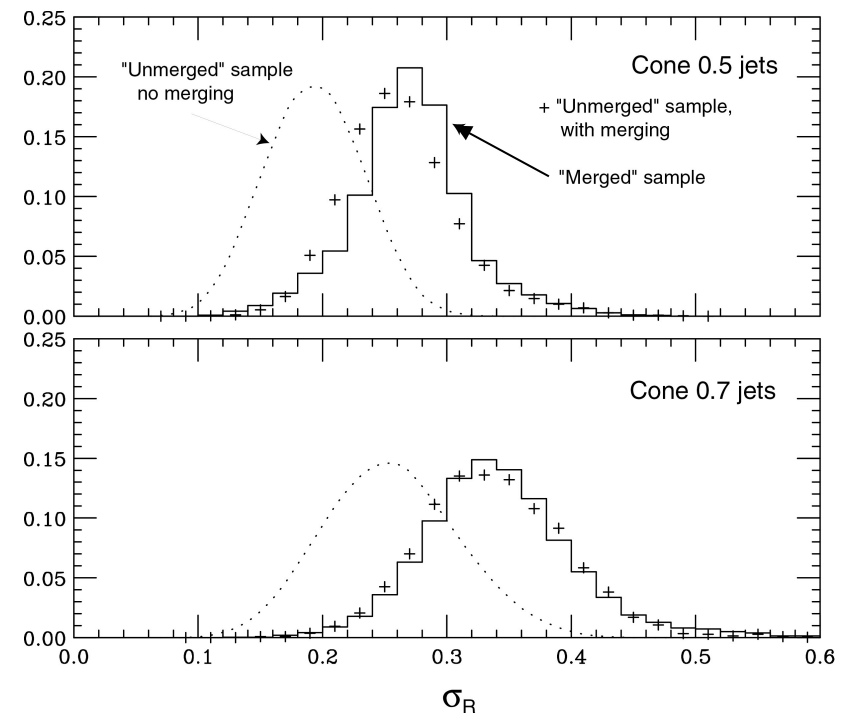 0.25
0.20
0.15
0.10
0.05
0.00
"Unmerged" sample
no merging
Cone 0.5 jets
+ "Unmerged" sample,
with merging
"Merged" sample
0.25
0.20
0.15
0.10
0.05
0.00
Cone 0.7 jets
0.0 0.1 0.2 0.3 0.4 0.5 0.6
σR